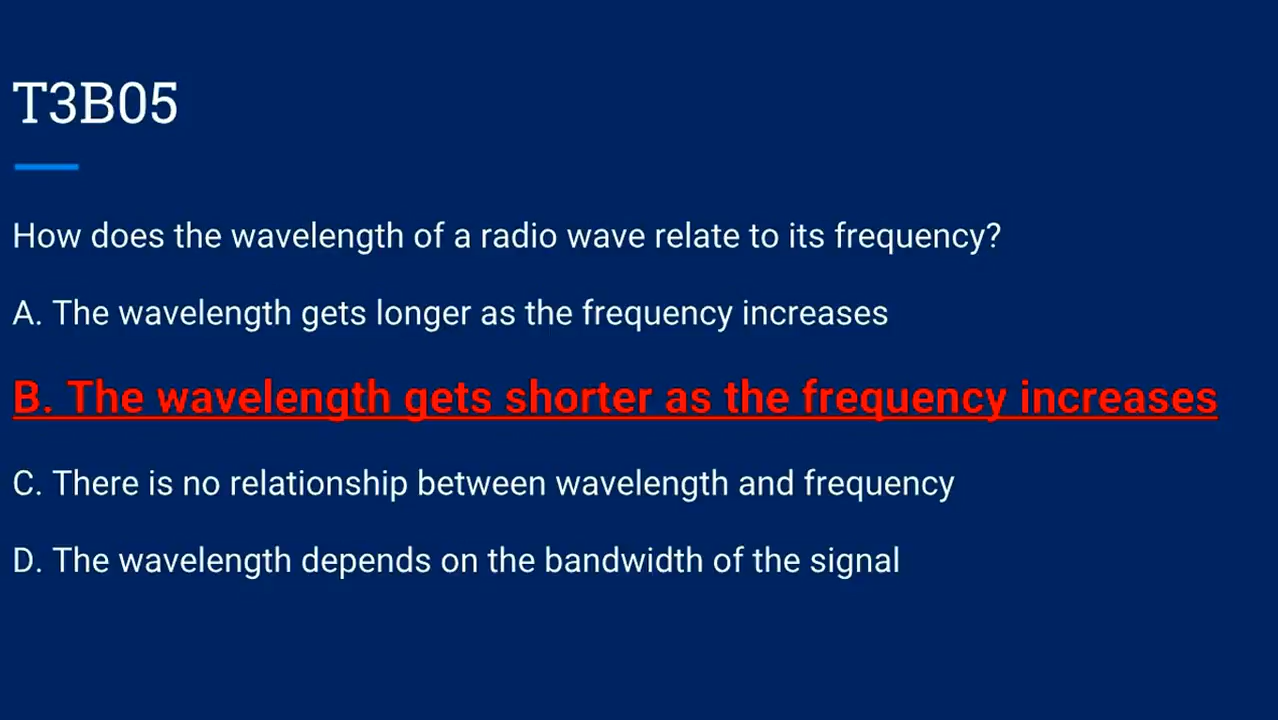 T3B05
How does the wavelength of a radio wave relate to its frequency?
A. The wavelength gets longer as the frequency increases
B. The wavelength gets shorter as the frequency increases
C. There is no relationship between wavelength and frequency
D. The wavelength depends on the bandwidth of the signal